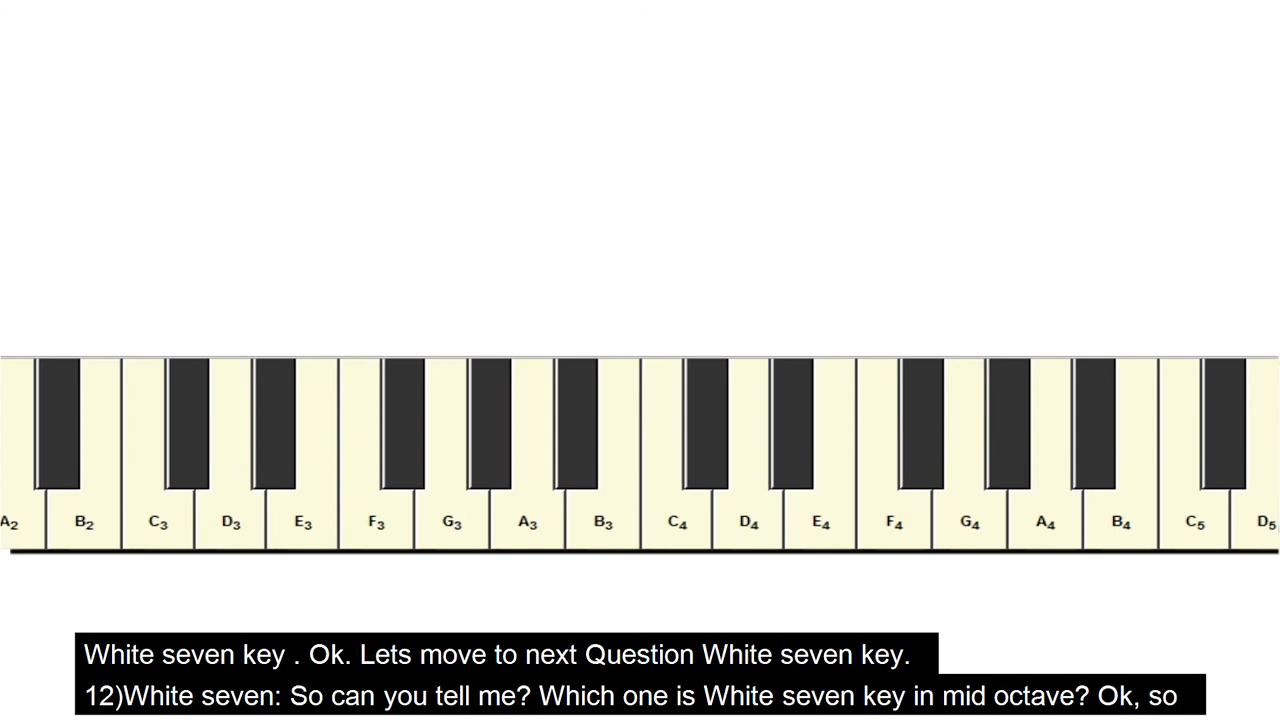 A2 B2 C3 D3 E3 F3 G3 A3 B3 C4 D4 E4 F4 G4 A4 B4 C5 D5
White seven key . Ok. Lets move to next Question White seven key.
12)White seven: So can you tell me? Which one is White seven key in mid octave? Ok, so